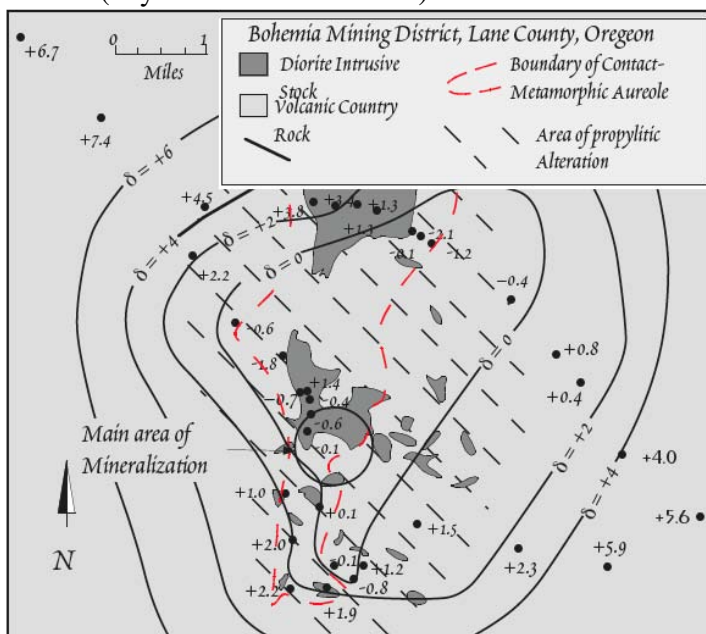 Bohemia Mining District, Lane County, Oregeon
Diorite Intrusive
Stock
Volcanic Country
Rock
Boundary of Contact-
Metamorphic Aureole
Area of propylitic
Alteration
0 1
Miles
+6.7
+7.4
δ = +6
+4.5
δ = +4
δ = +2
+3.8
+3.4
+1.3
+1.3
+2.2
δ = 0
-0.1
-2.1
-1.2
-0.4
-0.6
-1.8
+0.8
+0.4
+1.4
-0.7
-0.4
-0.6
δ = 0
δ = +2
δ = +4
Main area of
Mineralization
-0.1
+4.0
+1.0
+0.1
+1.5
+5.6
N
+2.0
-0.1
+1.2
+2.3
+5.9
+2.2
-0.8
+1.9